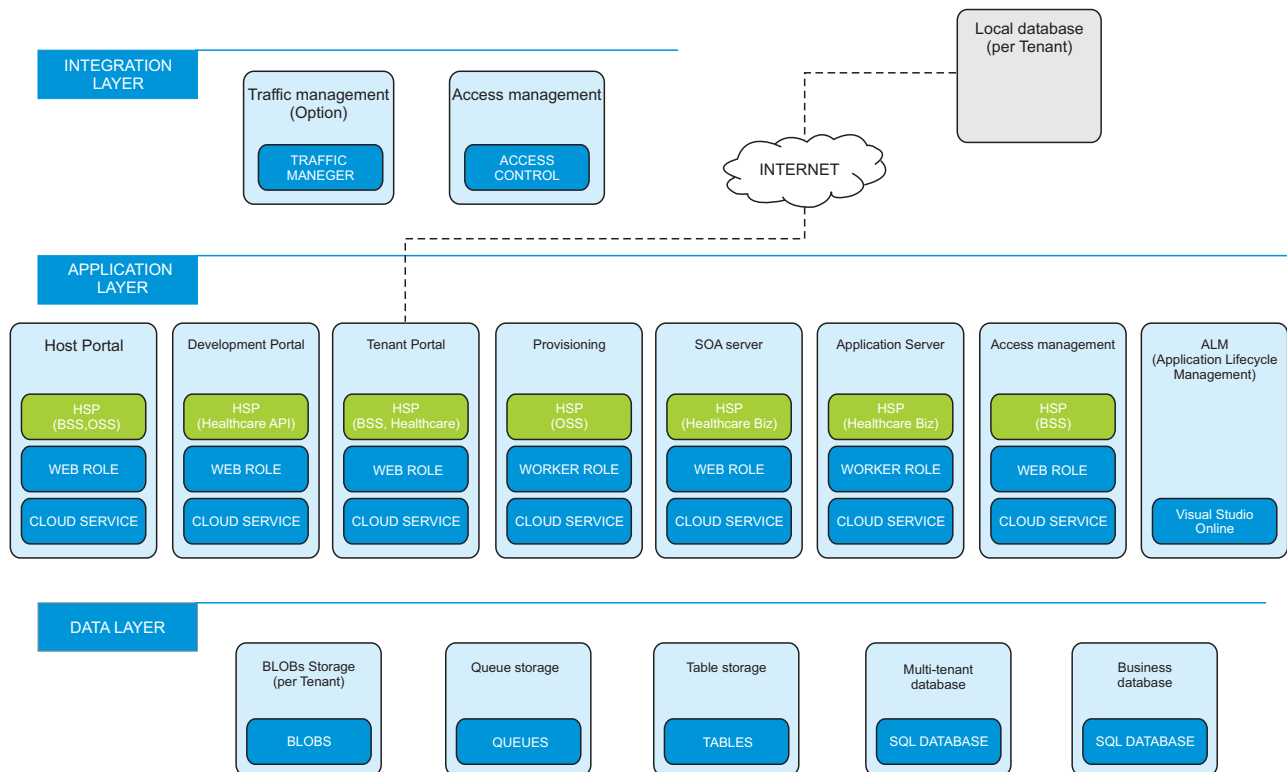 INTEGRATION
LAYER
Traffic management
(Option)
TRAFFIC
MANEGER
Access management
ACCESS
CONTROL
Local database
(per Tenant)
INTERNET
APPLICATION
LAYER
Host Portal
HSP
(BSS,OSS)
WEB ROLE
CLOUD SERVICE
Development Portal
HSP
(Healthcare API)
WEB ROLE
CLOUD SERVICE
Tenant Portal
HSP
(BSS, Healthcare)
WEB ROLE
CLOUD SERVICE
Provisioning
HSP
(OSS)
WORKER ROLE
CLOUD SERVICE
SOA server
HSP
(Healthcare Biz)
WEB ROLE
CLOUD SERVICE
Application Server
HSP
(Healthcare Biz)
WORKER ROLE
CLOUD SERVICE
Access management
HSP
(BSS)
WEB ROLE
CLOUD SERVICE
ALM
(Application Lifecycle
Management)
Visual Studio
Online
DATA LAYER
BLOBs Storage
(per Tenant)
BLOBS
Queue storage
QUEUES
Table storage
TABLES
Multi-tenant
database
SQL DATABASE
Business
database
SQL DATABASE